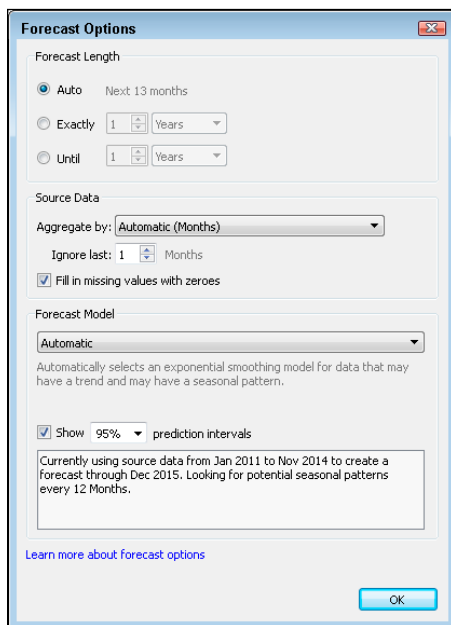 Forecast Options
Forecast Length
Auto Next 13 months
Exactly 1 Years
Until 1 Years
Source Data
Aggregate by: Automatic (Months)
Ignore last: 1 Months
Fill in missing values with zeroes
Forecast Model
Automatic
Automatically selects an exponential smoothing model for data that may
have a trend and may have a seasonal pattern.
Show 95% prediction intervals
Currently using source data from Jan 2011 to Nov 2014 to create a
forecast through Dec 2015. Looking for potential seasonal patterns
every 12 Months.
Learn more about forecast options
OK